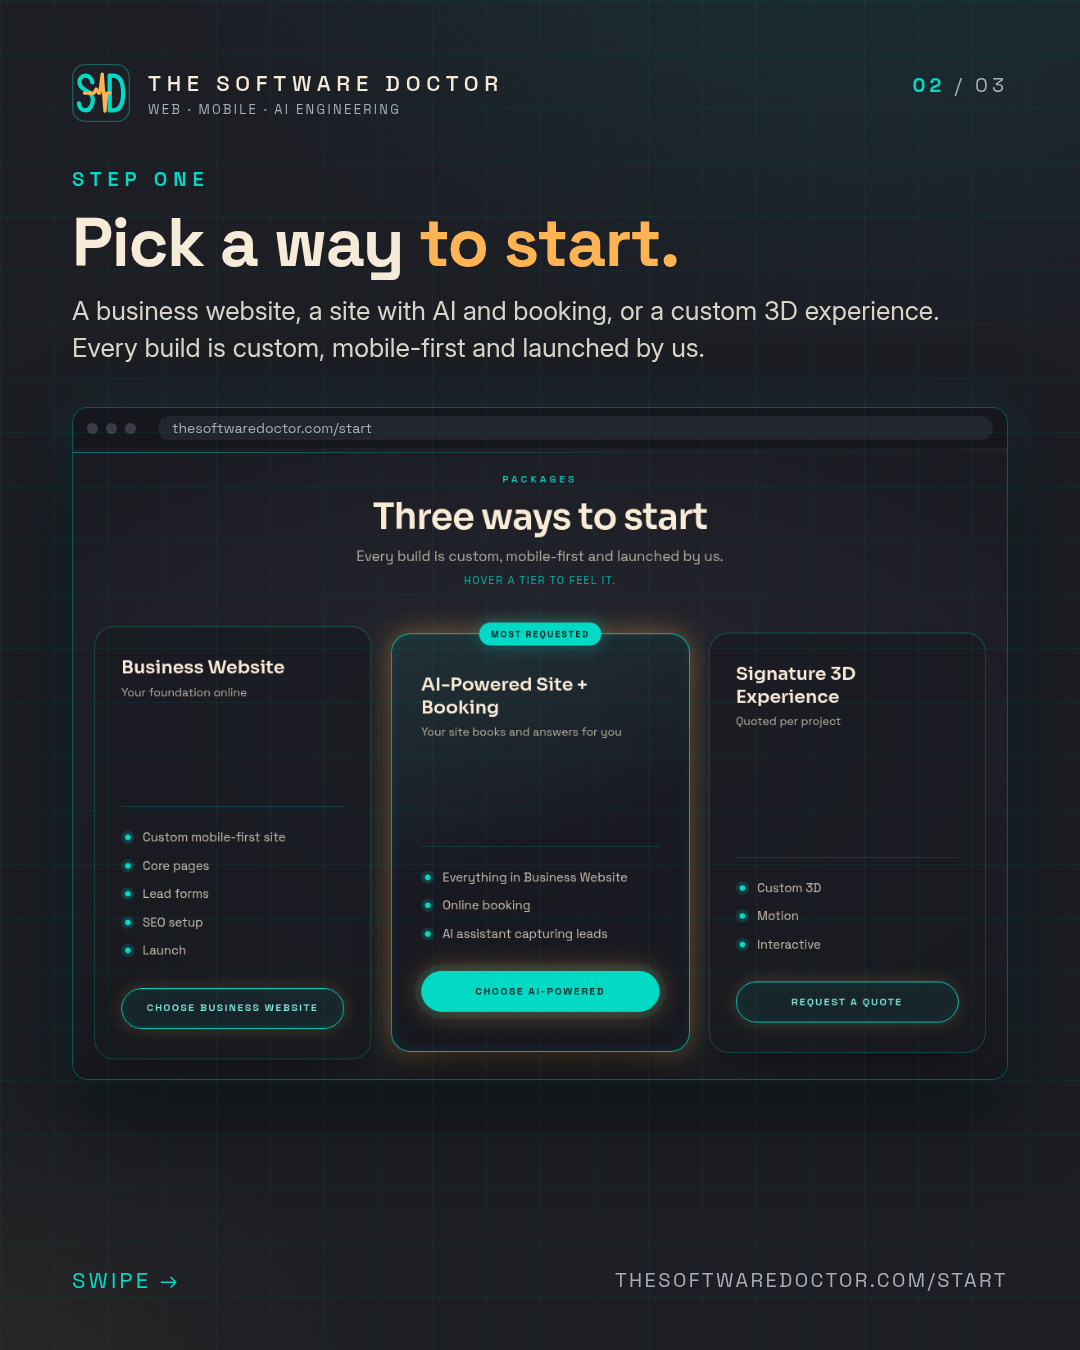 SD
THE SOFTWARE DOCTOR
WEB · MOBILE · AI ENGINEERING
02 / 03
STEP ONE
Pick a way to start.
A business website, a site with AI and booking, or a custom 3D experience.
Every build is custom, mobile-first and launched by us.
thesoftwaredoctor.com/start
PACKAGES
Three ways to start
Every build is custom, mobile-first and launched by us.
HOVER A TIER TO FEEL IT.
Business Website
Your foundation online
Custom mobile-first site
Core pages
Lead forms
SEO setup
Launch
CHOOSE BUSINESS WEBSITE
MOST REQUESTED
AI-Powered Site +
Booking
Your site books and answers for you
Everything in Business Website
Online booking
AI assistant capturing leads
CHOOSE AI-POWERED
Signature 3D
Experience
Quoted per project
Custom 3D
Motion
Interactive
REQUEST A QUOTE
SWIPE →
THESOFTWAREDOCTOR.COM/START